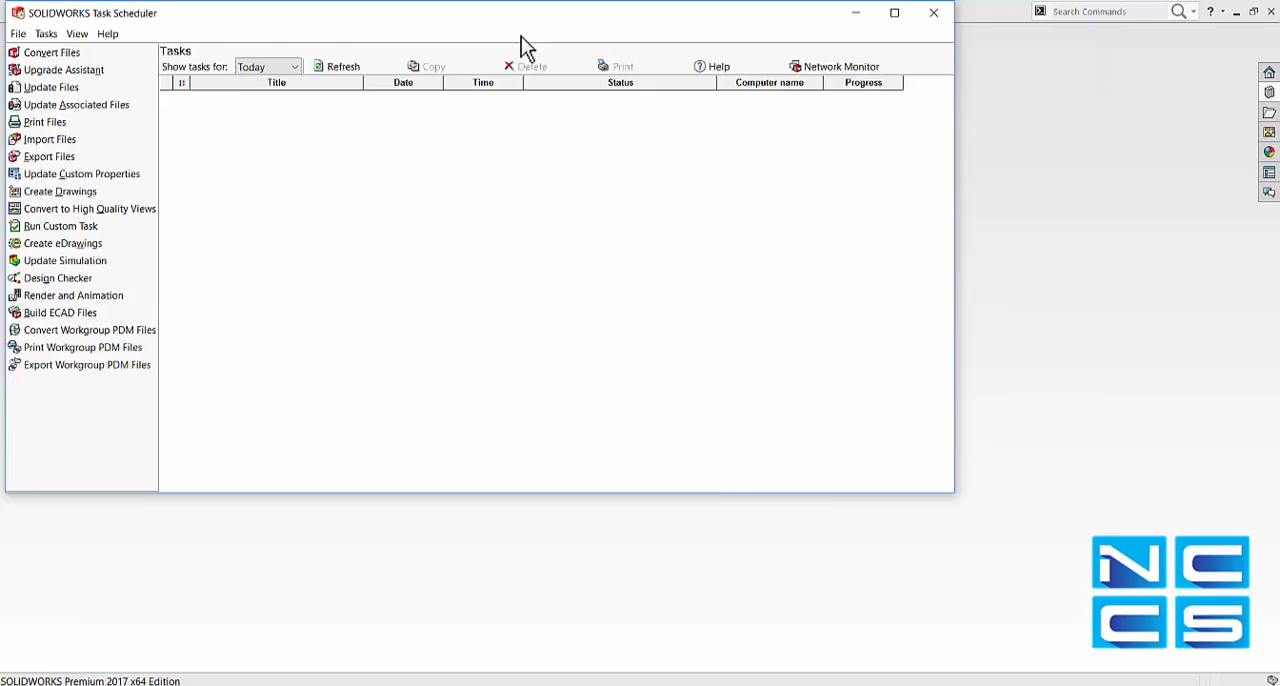 SOLIDWORKS Task Scheduler
Search Commands
?
File Tasks View Help
Convert Files
Upgrade Assistant
Update Files
Update Associated Files
Print Files
Import Files
Export Files
Update Custom Properties
Create Drawings
Convert to High Quality Views
Run Custom Task
Create eDrawings
Update Simulation
Design Checker
Render and Animation
Build ECAD Files
Convert Workgroup PDM Files
Print Workgroup PDM Files
Export Workgroup PDM Files
Tasks
Show tasks for: Today Refresh Copy Delete Print Help Network Monitor
Title Date Time Status Computer name Progress
NCCS
SOLIDWORKS Premium 2017 x64 Edition